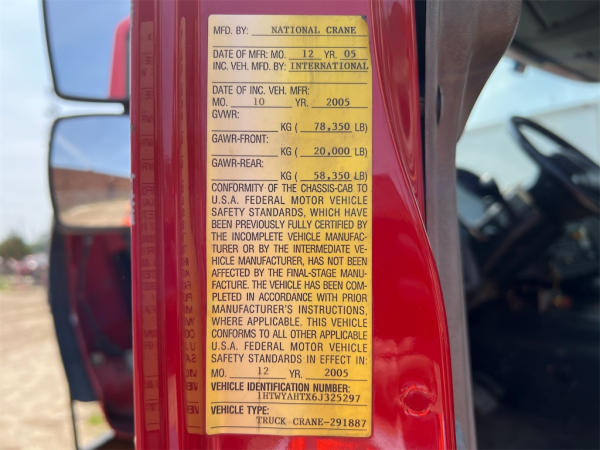 MFD. BY: NATIONAL CRANE
DATE OF MFR: MO. 12 YR. 05
INC. VEH. MFD. BY: INTERNATIONAL
DATE OF INC. VEH. MFR:
MO. 10 YR. 2005
GVWR:
KG ( 78,350 LB)
GAWR-FRONT:
KG ( 20,000 LB)
GAWR-REAR:
KG ( 58,350 LB)
CONFORMITY OF THE CHASSIS-CAB TO
U.S.A. FEDERAL MOTOR VEHICLE
SAFETY STANDARDS, WHICH HAVE
BEEN PREVIOUSLY FULLY CERTIFIED BY
THE INCOMPLETE VEHICLE MANUFAC-
TURER OR BY THE INTERMEDIATE VE-
HICLE MANUFACTURER, HAS NOT BEEN
AFFECTED BY THE FINAL-STAGE MANU-
FACTURE. THE VEHICLE HAS BEEN COM-
PLETED IN ACCORDANCE WITH PRIOR
MANUFACTURER'S INSTRUCTIONS,
WHERE APPLICABLE. THIS VEHICLE
CONFORMS TO ALL OTHER APPLICABLE
U.S.A. FEDERAL MOTOR VEHICLE
SAFETY STANDARDS IN EFFECT IN:
MO. 12 YR. 2005
VEHICLE IDENTIFICATION NUMBER:
1HTWYAHTX6J325297
VEHICLE TYPE:
TRUCK CRANE-291887